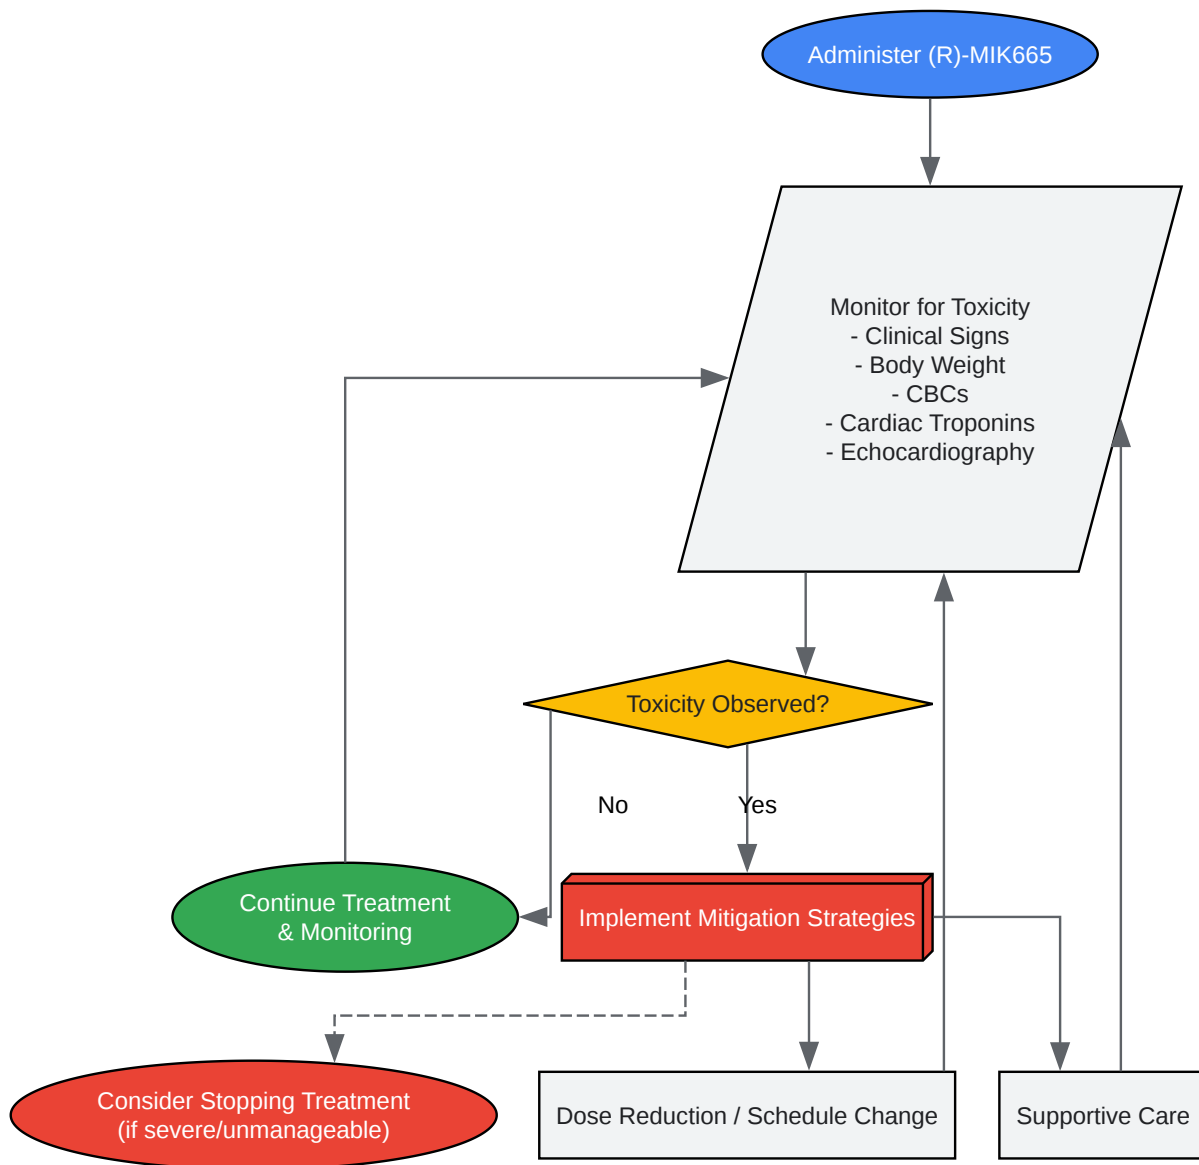 Administer (R)-MIK665
Monitor for Toxicity
- Clinical Signs
- Body Weight
- CBCs
- Cardiac Troponins
- Echocardiography
Toxicity Observed?
No
Yes
Continue Treatment
& Monitoring
Implement Mitigation Strategies
Consider Stopping Treatment
(if severe/unmanageable)
Dose Reduction / Schedule Change
Supportive Care